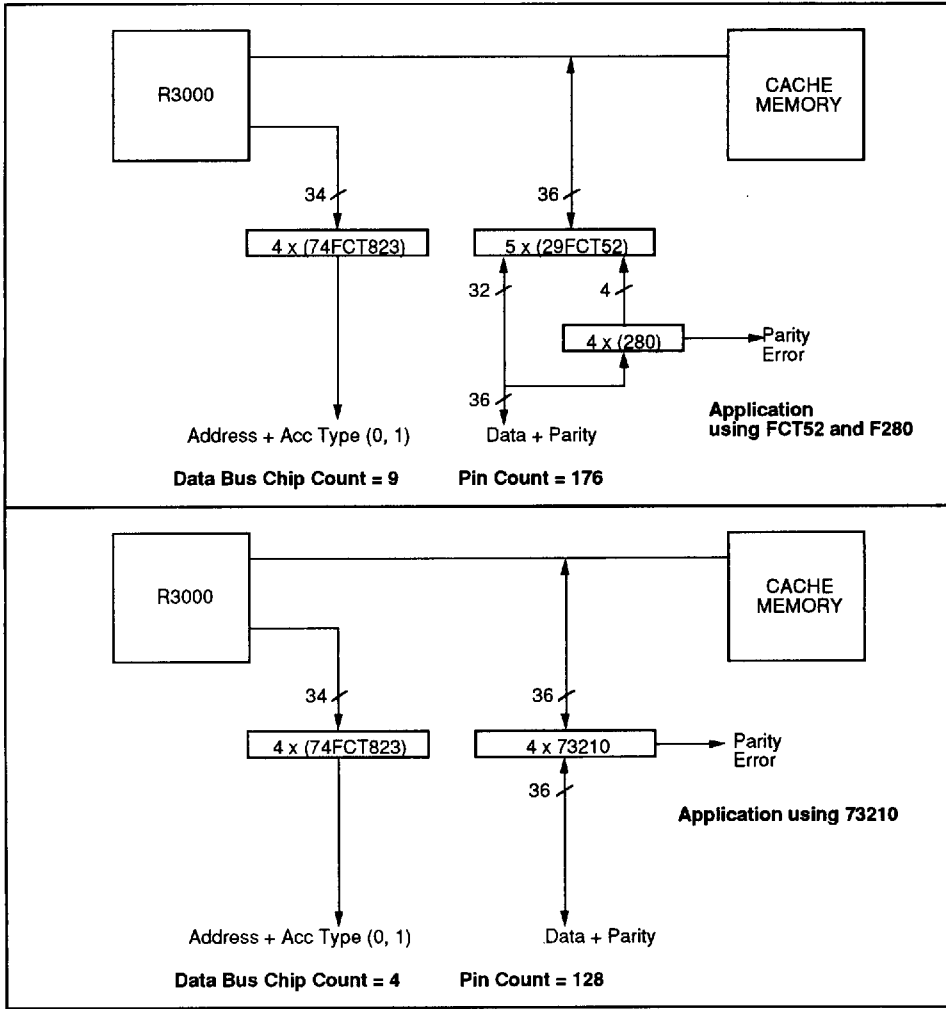 R3000
CACHE
MEMORY
34
36
4 x (74FCT823)
5 x (29FCT52)
32
4
4 x (280)
Parity
Error
36
Application
using FCT52 and F280
Address + Acc Type (0, 1)
Data + Parity
Data Bus Chip Count = 9
Pin Count = 176
R3000
CACHE
MEMORY
34
36
4 x (74FCT823)
4 x 73210
Parity
Error
36
Application using 73210
Address + Acc Type (0, 1)
Data + Parity
Data Bus Chip Count = 4
Pin Count = 128